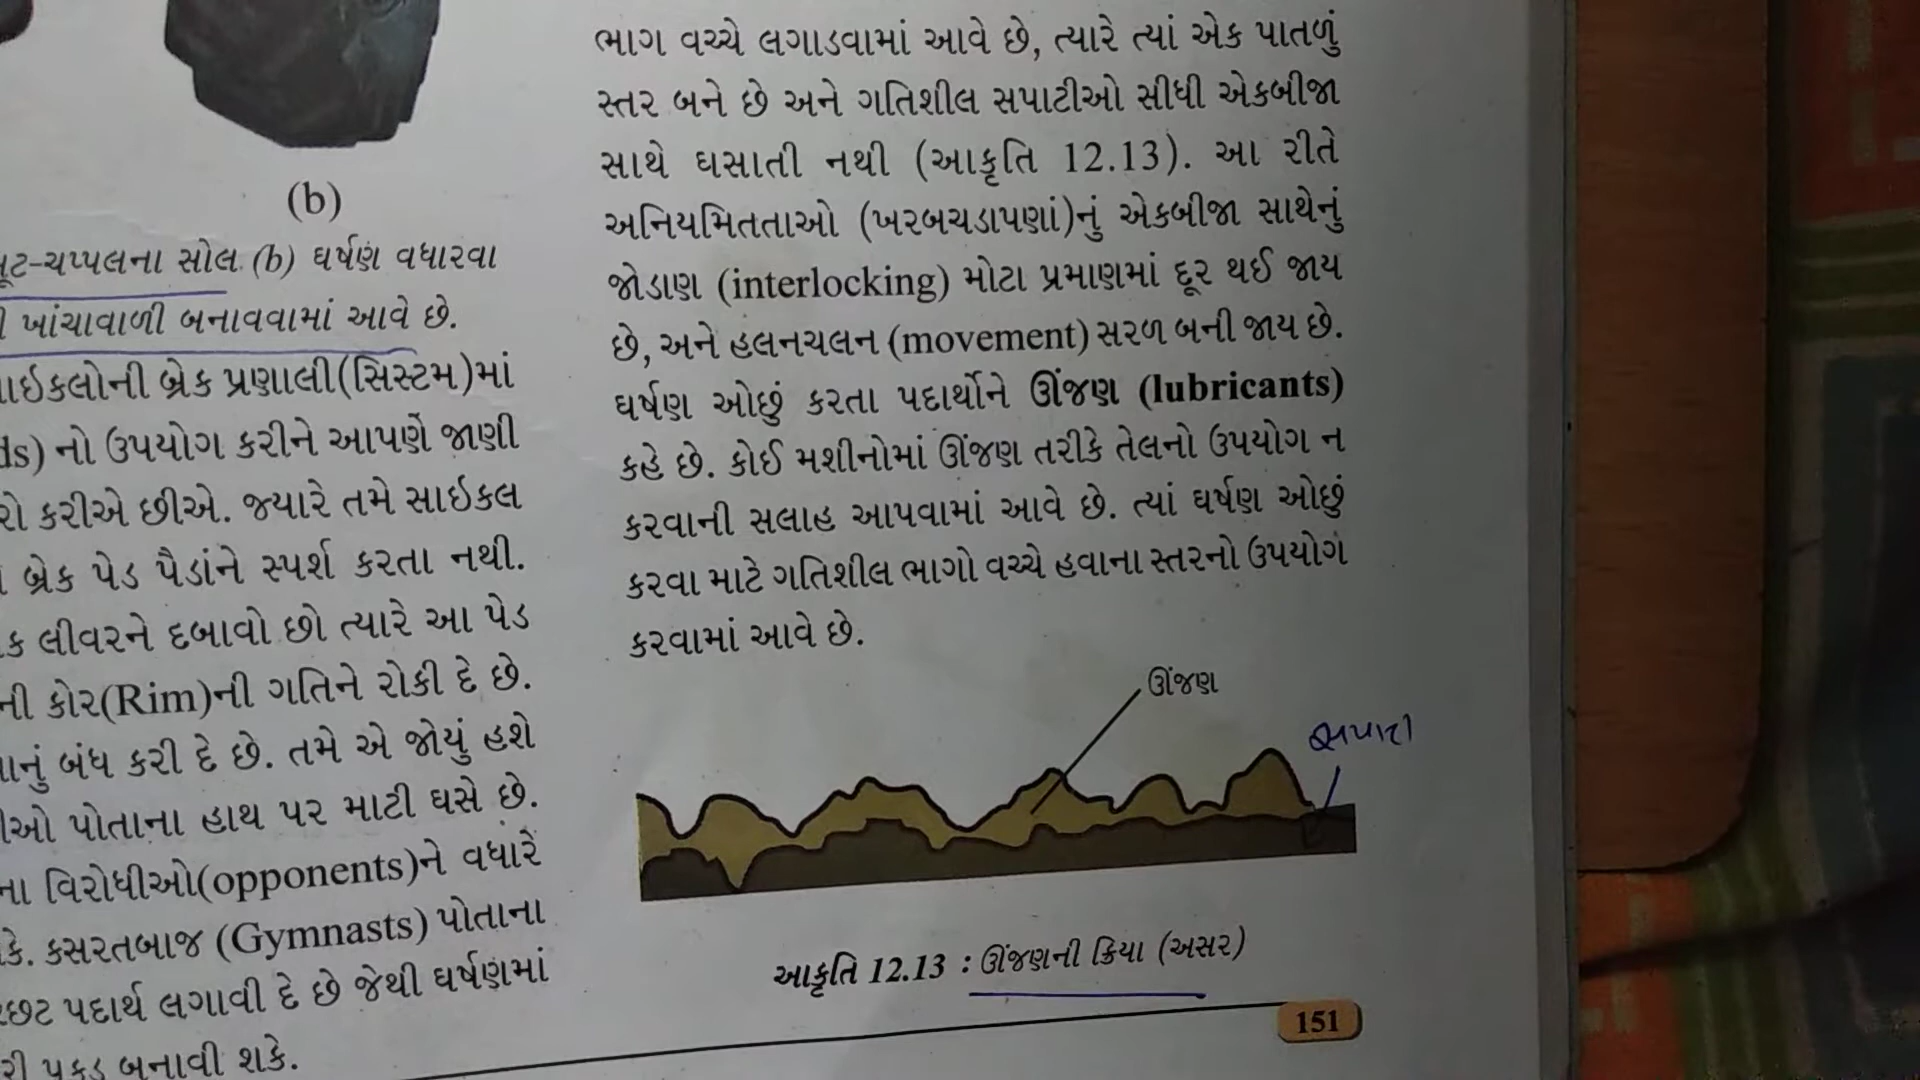 (b)
બૂટ-ચપ્પલના સોલ (b) ઘર્ષણ વધારવા
ખાંચાવાળી બનાવવામાં આવે છે.
બ્રેક પ્રણાલી(સિસ્ટમ)માં
નો ઉપયોગ કરીને આપણે જાણી
કરીએ છીએ. જ્યારે તમે સાઇકલ
બ્રેક પેડ પૈડાંને સ્પર્શ કરતા નથી.
લીવરને દબાવો છો ત્યારે આ પેડ
કોર(Rim)ની ગતિને રોકી દે છે.
બંધ કરી દે છે. તમે એ જોયું હશે
પોતાના હાથ પર માટી ઘસે છે.
વિરોધીઓ(opponents)ને વધારે
કે. કસરતબાજ (Gymnasts) પોતાના
પદાર્થ લગાવી દે છે જેથી ઘર્ષણમાં
પકડ બનાવી શકે.
ભાગ વચ્ચે લગાડવામાં આવે છે, ત્યારે ત્યાં એક પાતળું
સ્તર બને છે અને ગતિશીલ સપાટીઓ સીધી એકબીજા
સાથે ઘસાતી નથી (આકૃતિ 12.13). આ રીતે
અનિયમિતતાઓ (ખરબચડાપણાં)નું એકબીજા સાથેનું
જોડાણ (interlocking) મોટા પ્રમાણમાં દૂર થઈ જાય
છે, અને હલનચલન (movement) સરળ બની જાય છે.
ઘર્ષણ ઓછું કરતા પદાર્થોને ઊંજણ (lubricants)
કહે છે. કોઈ મશીનોમાં ઊંજણ તરીકે તેલનો ઉપયોગ ન
કરવાની સલાહ આપવામાં આવે છે. ત્યાં ઘર્ષણ ઓછું
કરવા માટે ગતિશીલ ભાગો વચ્ચે હવાના સ્તરનો ઉપયોગ
કરવામાં આવે છે.
ઊંજણ
સપાટી
આકૃતિ 12.13 : ઊંજણની ક્રિયા (અસર)
151